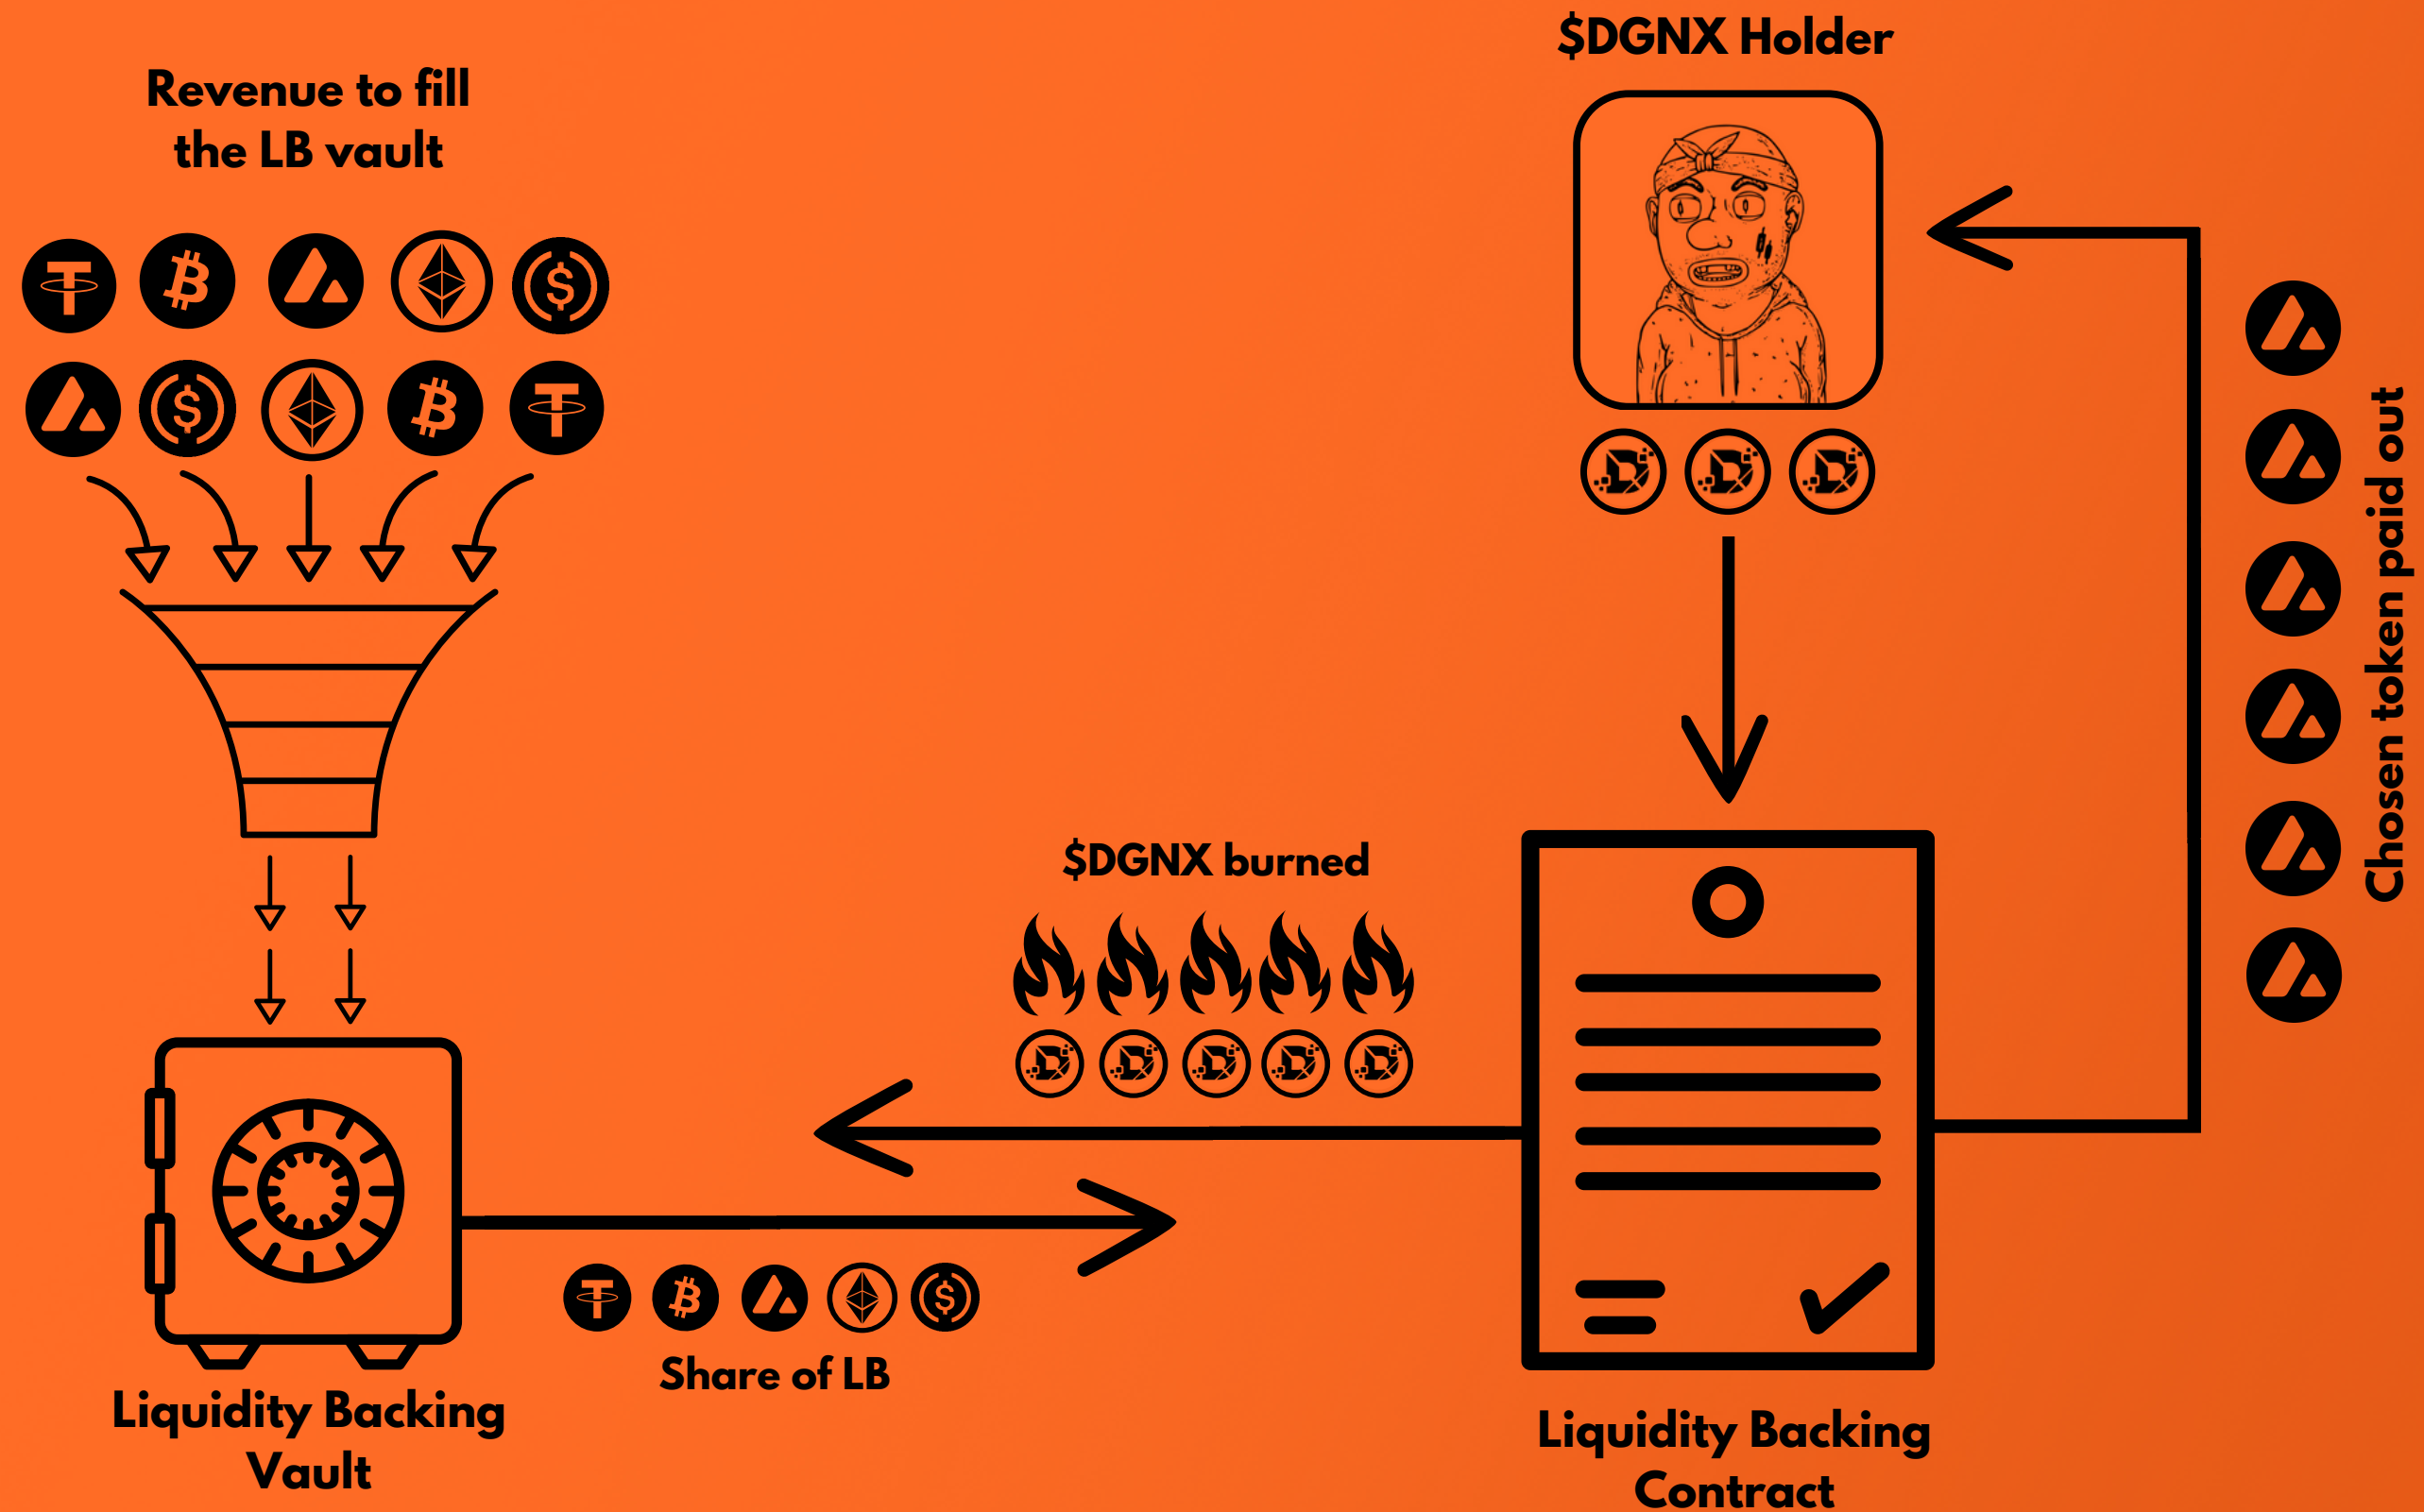 $DGNX Holder
Revenue to fill
the LB vault
Chosen token paid out
$DGNX burned
Share of LB
Liquidity Backing
Vault
Liquidity Backing
Contract